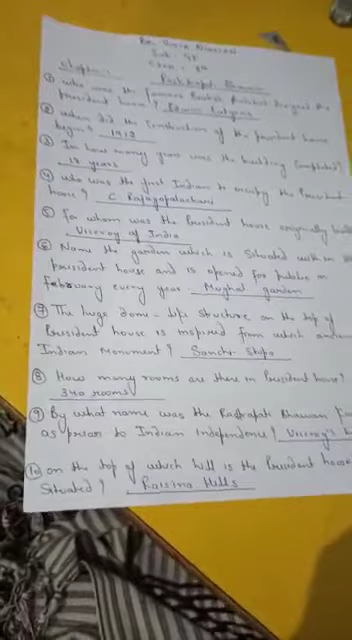 Sub: GK
Rashtrapati Bhawan
① who was the famous British Architect designed the
president house? Edwin Lutyens
② when did the Construction of the president house
begin? 1912
③ In how many years was the building Completed?
17 years
④ who was the first Indian to occupy the President
house? C. Rajagopalachari
⑤ for whom was the President house originally built
Viceroy of India
⑥ Name the garden which is Situated within
president house and is opened for public in
february every year. Mughal garden
⑦ The huge dome-like Structure on the top of
President house is inspired from which
Indian Monument? Sanchi Stupa
⑧ How many rooms are there in President house?
340 rooms
⑨ By what name was the Rashtrapati Bhawan
as prior to Indian Independence? Viceroy's
⑩ on the top of which hill is the President house
Situated? Raisina Hills